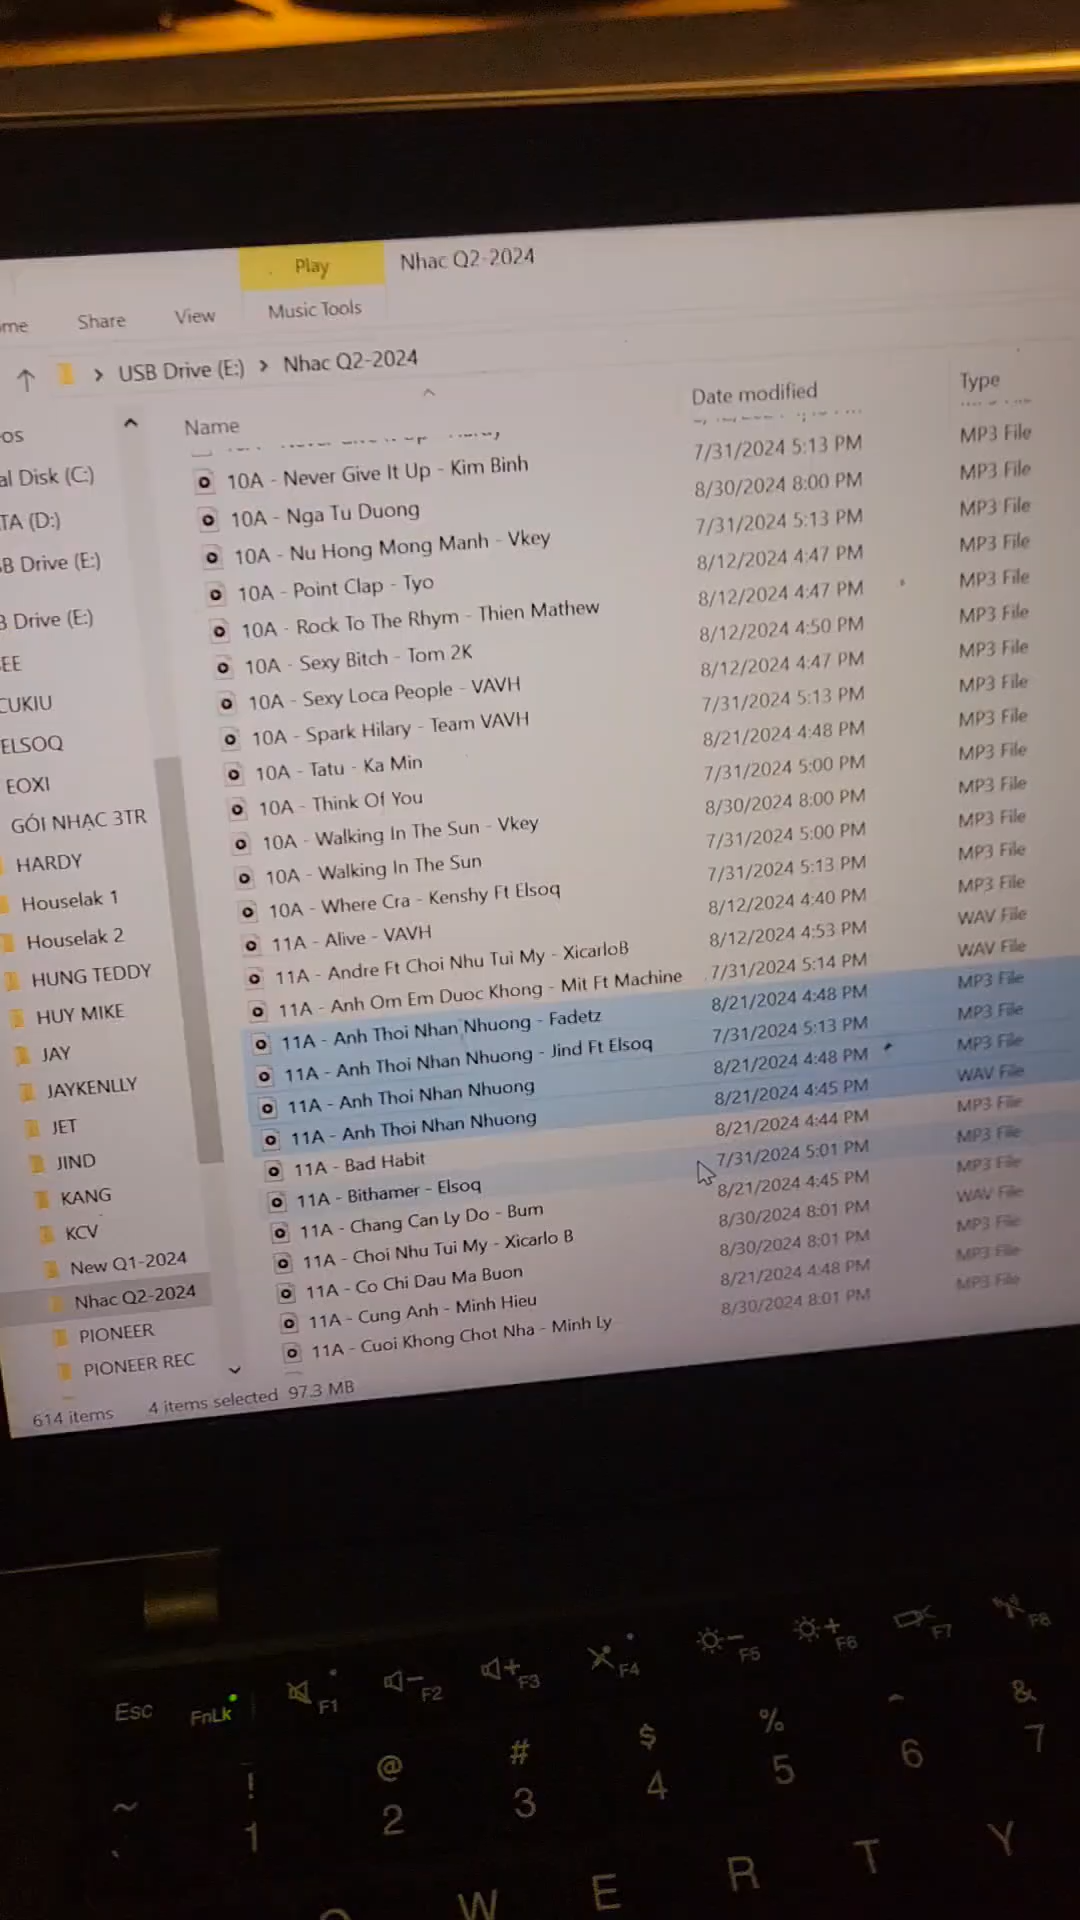 Play
Nhac Q2-2024
Share
View
Music Tools
USB Drive (E:) > Nhac Q2-2024
Name
Date modified
Type
10A - Never Give It Up - Kim Binh
7/31/2024 5:13 PM
MP3 File
10A - Nga Tu Duong
8/30/2024 8:00 PM
MP3 File
10A - Nu Hong Mong Manh - Vkey
7/31/2024 5:13 PM
MP3 File
10A - Point Clap - Tyo
8/12/2024 4:47 PM
MP3 File
10A - Rock To The Rhym - Thien Mathew
8/12/2024 4:47 PM
MP3 File
10A - Sexy Bitch - Tom 2K
8/12/2024 4:50 PM
MP3 File
10A - Sexy Loca People - VAVH
8/12/2024 4:47 PM
MP3 File
10A - Spark Hilary - Team VAVH
7/31/2024 5:13 PM
MP3 File
10A - Tatu - Ka Min
8/21/2024 4:48 PM
MP3 File
10A - Think Of You
7/31/2024 5:00 PM
MP3 File
10A - Walking In The Sun - Vkey
8/30/2024 8:00 PM
MP3 File
10A - Walking In The Sun
7/31/2024 5:00 PM
MP3 File
10A - Where Cra - Kenshy Ft Elsoq
7/31/2024 5:13 PM
MP3 File
11A - Alive - VAVH
8/12/2024 4:40 PM
MP3 File
11A - Andre Ft Choi Nhu Tui My - XicarloB
8/12/2024 4:53 PM
WAV File
11A - Anh Om Em Duoc Khong - Mit Ft Machine
7/31/2024 5:14 PM
WAV File
11A - Anh Thoi Nhan Nhuong - Fadetz
8/21/2024 4:48 PM
MP3 File
11A - Anh Thoi Nhan Nhuong - Jind Ft Elsoq
7/31/2024 5:13 PM
MP3 File
11A - Anh Thoi Nhan Nhuong
8/21/2024 4:48 PM
MP3 File
11A - Anh Thoi Nhan Nhuong
8/21/2024 4:45 PM
WAV File
11A - Bad Habit
8/21/2024 4:44 PM
MP3 File
11A - Bithamer - Elsoq
7/31/2024 5:01 PM
MP3 File
11A - Chang Can Ly Do - Bum
8/21/2024 4:45 PM
MP3 File
11A - Choi Nhu Tui My - Xicarlo B
8/30/2024 8:01 PM
WAV File
11A - Co Chi Dau Ma Buon
8/30/2024 8:01 PM
MP3 File
11A - Cung Anh - Minh Hieu
8/21/2024 4:48 PM
MP3 File
11A - Cuoi Khong Chot Nha - Minh Ly
8/30/2024 8:01 PM
MP3 File
al Disk (C:)
TA (D:)
B Drive (E:)
B Drive (E:)
EE
CUKIU
ELSOQ
EOXI
GÓI NHẠC 3TR
HARDY
Houselak 1
Houselak 2
HUNG TEDDY
HUY MIKE
JAY
JAYKENLLY
JET
JIND
KANG
KCV
New Q1-2024
Nhac Q2-2024
PIONEER
PIONEER REC
614 items
4 items selected 97.3 MB
Esc
FnLk
F1
F2
F3
F4
F5
F6
F7
F8
~ ! @ # $ % ^ &
` 1 2 3 4 5 6 7
W E R T Y